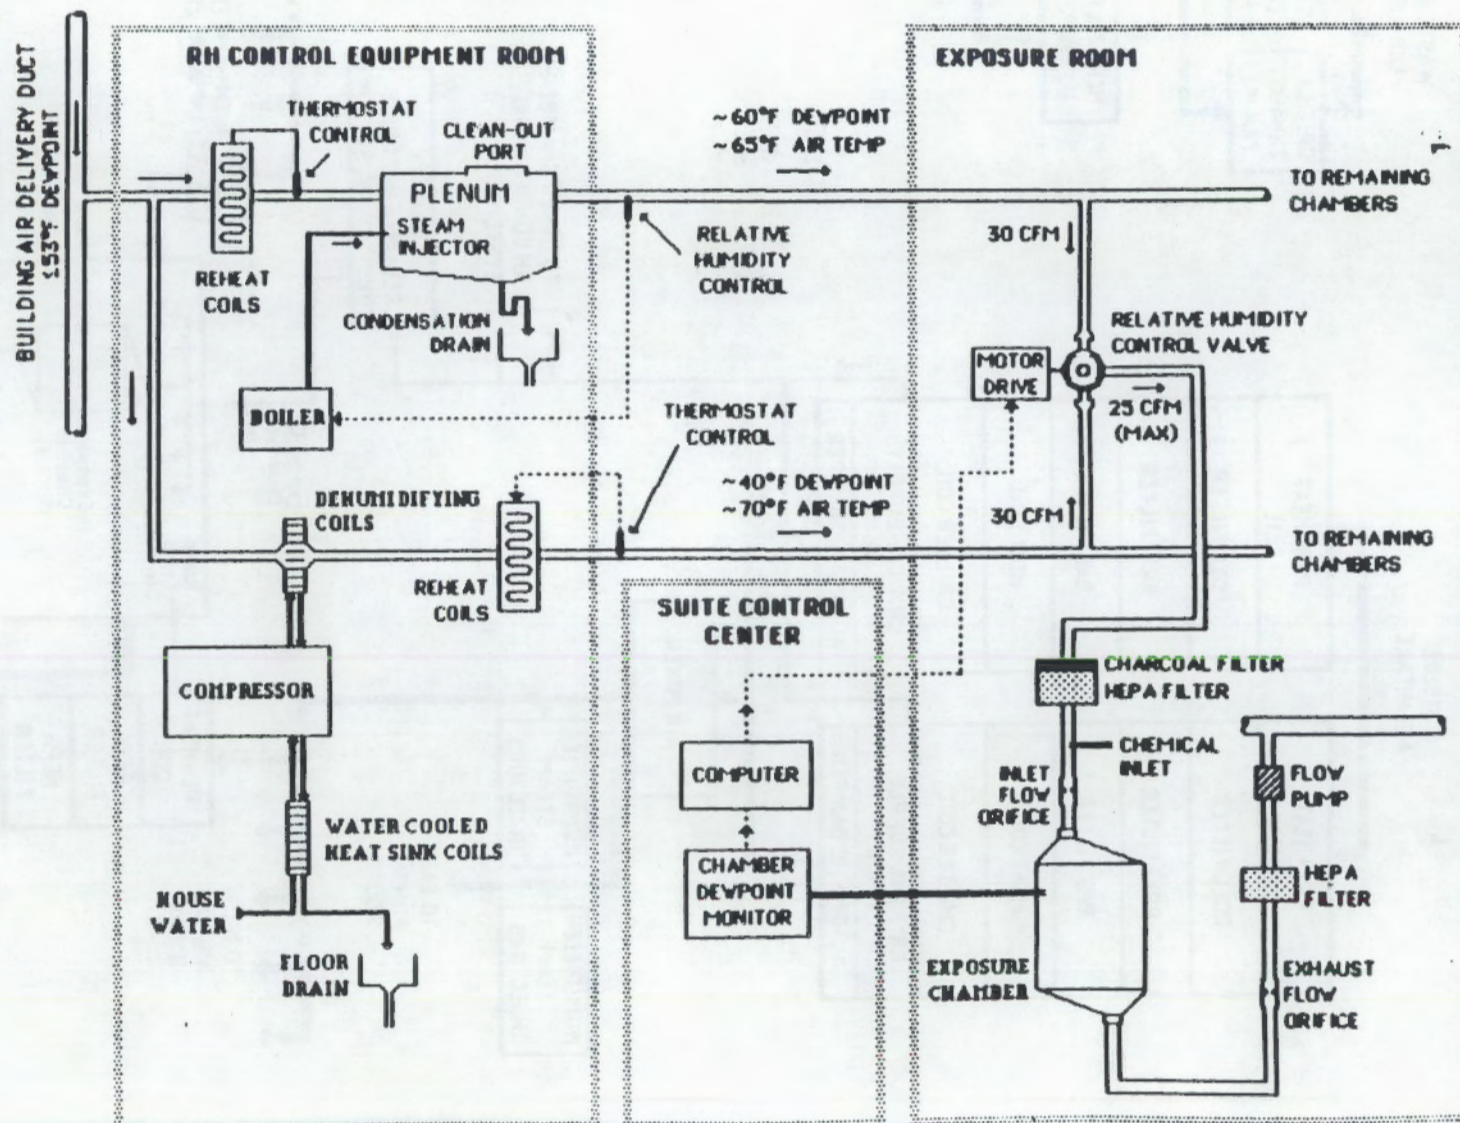 BUILDING AIR DELIVERY DUCT
≤53°F DEWPOINT
RH CONTROL EQUIPMENT ROOM
THERMOSTAT
CONTROL
CLEAN-OUT
PORT
PLENUM
STEAM
INJECTOR
REHEAT
COILS
CONDENSATION
DRAIN
BOILER
RELATIVE
HUMIDITY
CONTROL
~60°F DEWPOINT
~65°F AIR TEMP
EXPOSURE ROOM
TO REMAINING
CHAMBERS
30 CFM
RELATIVE HUMIDITY
CONTROL VALVE
MOTOR
DRIVE
25 CFM
(MAX)
30 CFM
THERMOSTAT
CONTROL
~40°F DEWPOINT
~70°F AIR TEMP
TO REMAINING
CHAMBERS
DEHUMIDIFYING
COILS
REHEAT
COILS
COMPRESSOR
WATER COOLED
HEAT SINK COILS
HOUSE
WATER
FLOOR
DRAIN
SUITE CONTROL
CENTER
COMPUTER
CHAMBER
DEWPOINT
MONITOR
CHARCOAL FILTER
HEPA FILTER
CHEMICAL
INLET
INLET
FLOW
ORIFICE
EXPOSURE
CHAMBER
FLOW
PUMP
HEPA
FILTER
EXHAUST
FLOW
ORIFICE